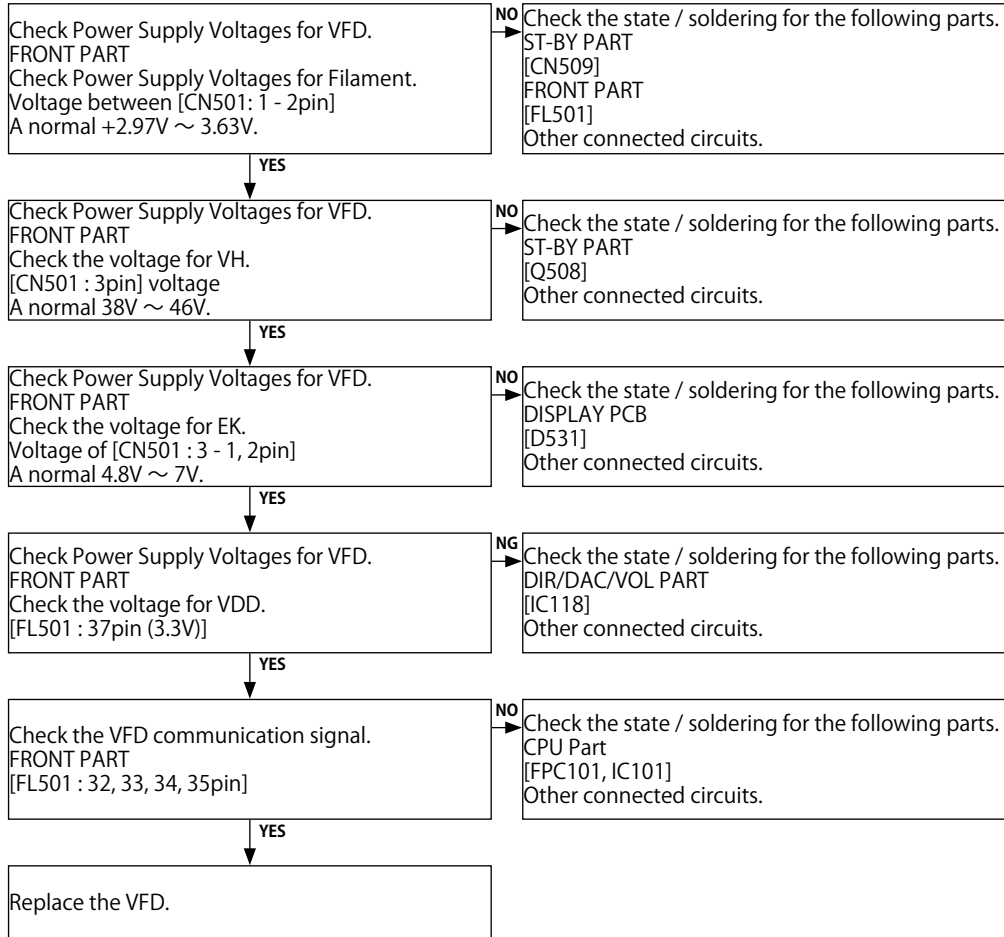 Check Power Supply Voltages for VFD.
FRONT PART
Check Power Supply Voltages for Filament.
Voltage between [CN501: 1 - 2pin]
A normal +2.97V ～ 3.63V.
NO
Check the state / soldering for the following parts.
ST-BY PART
[CN509]
FRONT PART
[FL501]
Other connected circuits.
YES
Check Power Supply Voltages for VFD.
FRONT PART
Check the voltage for VH.
[CN501 : 3pin] voltage
A normal 38V ～ 46V.
NO
Check the state / soldering for the following parts.
ST-BY PART
[Q508]
Other connected circuits.
YES
Check Power Supply Voltages for VFD.
FRONT PART
Check the voltage for EK.
Voltage of [CN501 : 3 - 1, 2pin]
A normal 4.8V ～ 7V.
NO
Check the state / soldering for the following parts.
DISPLAY PCB
[D531]
Other connected circuits.
YES
Check Power Supply Voltages for VFD.
FRONT PART
Check the voltage for VDD.
[FL501 : 37pin (3.3V)]
NG
Check the state / soldering for the following parts.
DIR/DAC/VOL PART
[IC118]
Other connected circuits.
YES
Check the VFD communication signal.
FRONT PART
[FL501 : 32, 33, 34, 35pin]
NO
Check the state / soldering for the following parts.
CPU Part
[FPC101, IC101]
Other connected circuits.
YES
Replace the VFD.